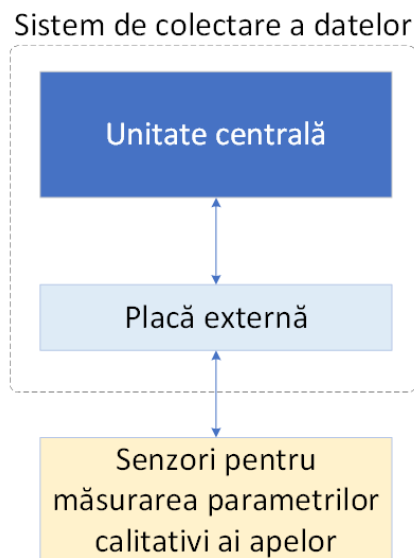 Sistem de colectare a datelor
Unitate centrală
Placă externă
Senzori pentru
măsurarea parametrilor
calitativi ai apelor